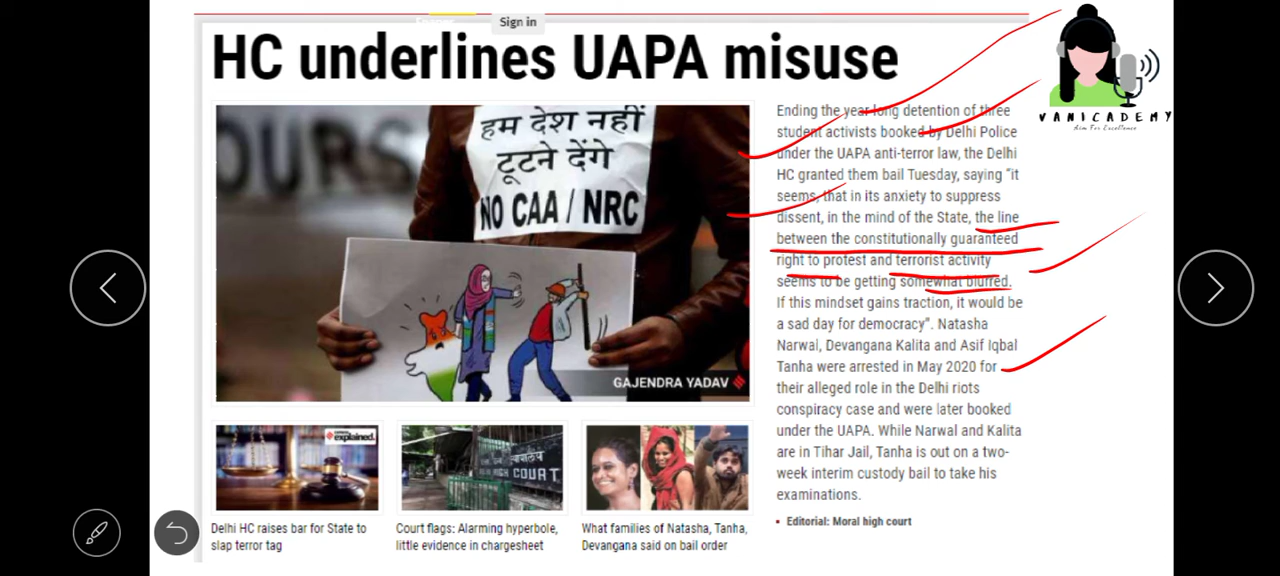 Sign in
HC underlines UAPA misuse
OURS
हम देश नहीं
टूटने देंगे
NO CAA / NRC
GAJENDRA YADAV
Ending the year-long detention of three
student activists booked by Delhi Police
under the UAPA anti-terror law, the Delhi
HC granted them bail Tuesday, saying "it
seems, that in its anxiety to suppress
dissent, in the mind of the State, the line
between the constitutionally guaranteed
right to protest and terrorist activity
seems to be getting somewhat blurred.
If this mindset gains traction, it would be
a sad day for democracy". Natasha
Narwal, Devangana Kalita and Asif Iqbal
Tanha were arrested in May 2020 for
their alleged role in the Delhi riots
conspiracy case and were later booked
under the UAPA. While Narwal and Kalita
are in Tihar Jail, Tanha is out on a two-
week interim custody bail to take his
examinations.
Editorial: Moral high court
VANICADEMY
Aim For Excellence
explained.
COURT
Delhi HC raises bar for State to
slap terror tag
Court flags: Alarming hyperbole,
little evidence in chargesheet
What families of Natasha, Tanha,
Devangana said on bail order